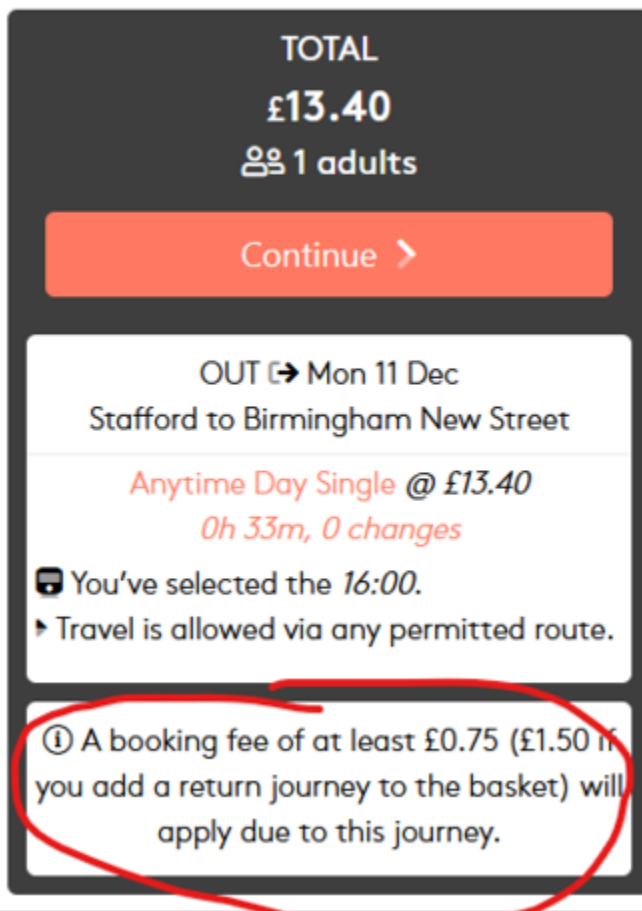 TOTAL
£13.40
1 adults
Continue
OUT Mon 11 Dec
Stafford to Birmingham New Street
Anytime Day Single @ £13.40
0h 33m, 0 changes
You've selected the 16:00.
Travel is allowed via any permitted route.
A booking fee of at least £0.75 (£1.50 if
you add a return journey to the basket) will
apply due to this journey.